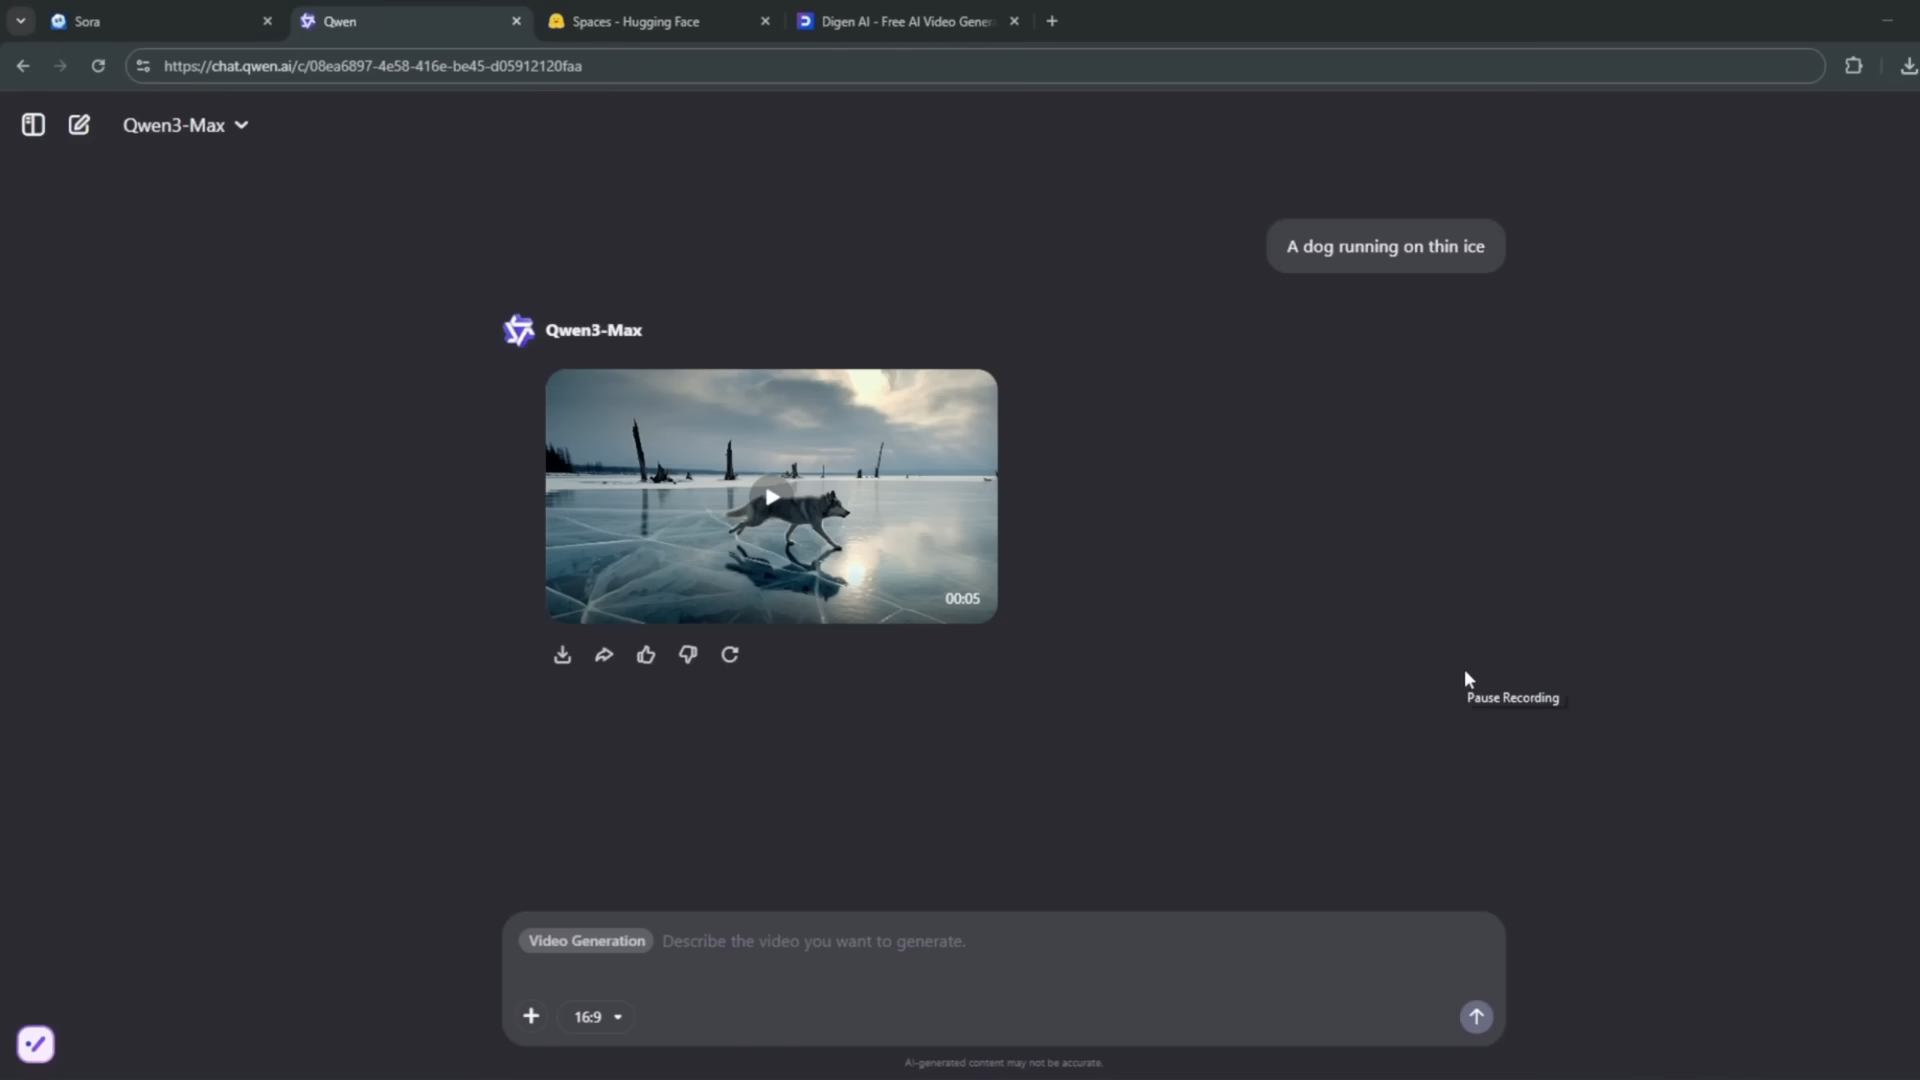 Sora
Qwen
Spaces - Hugging Face
Digen AI - Free AI Video Gener
https://chat.qwen.ai/c/08ea6897-4e58-416e-be45-d05912120faa
Qwen3-Max
A dog running on thin ice
Qwen3-Max
00:05
Pause Recording
Video Generation Describe the video you want to generate.
16:9
AI-generated content may not be accurate.